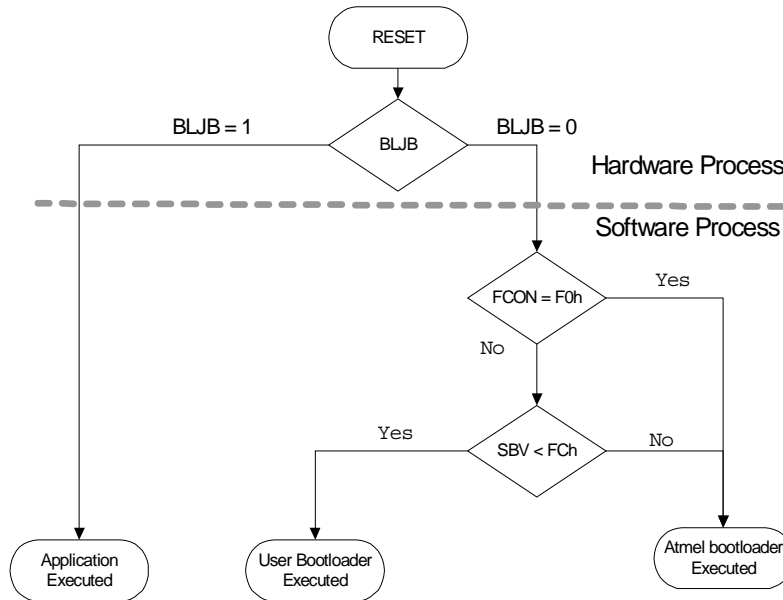 RESET
BLJB = 1
BLJB = 0
BLJB
Hardware Process
Software Process
FCON = F0h
Yes
No
Yes
SBV < FCh
No
Application
Executed
User Bootloader
Executed
Atmel bootloader
Executed